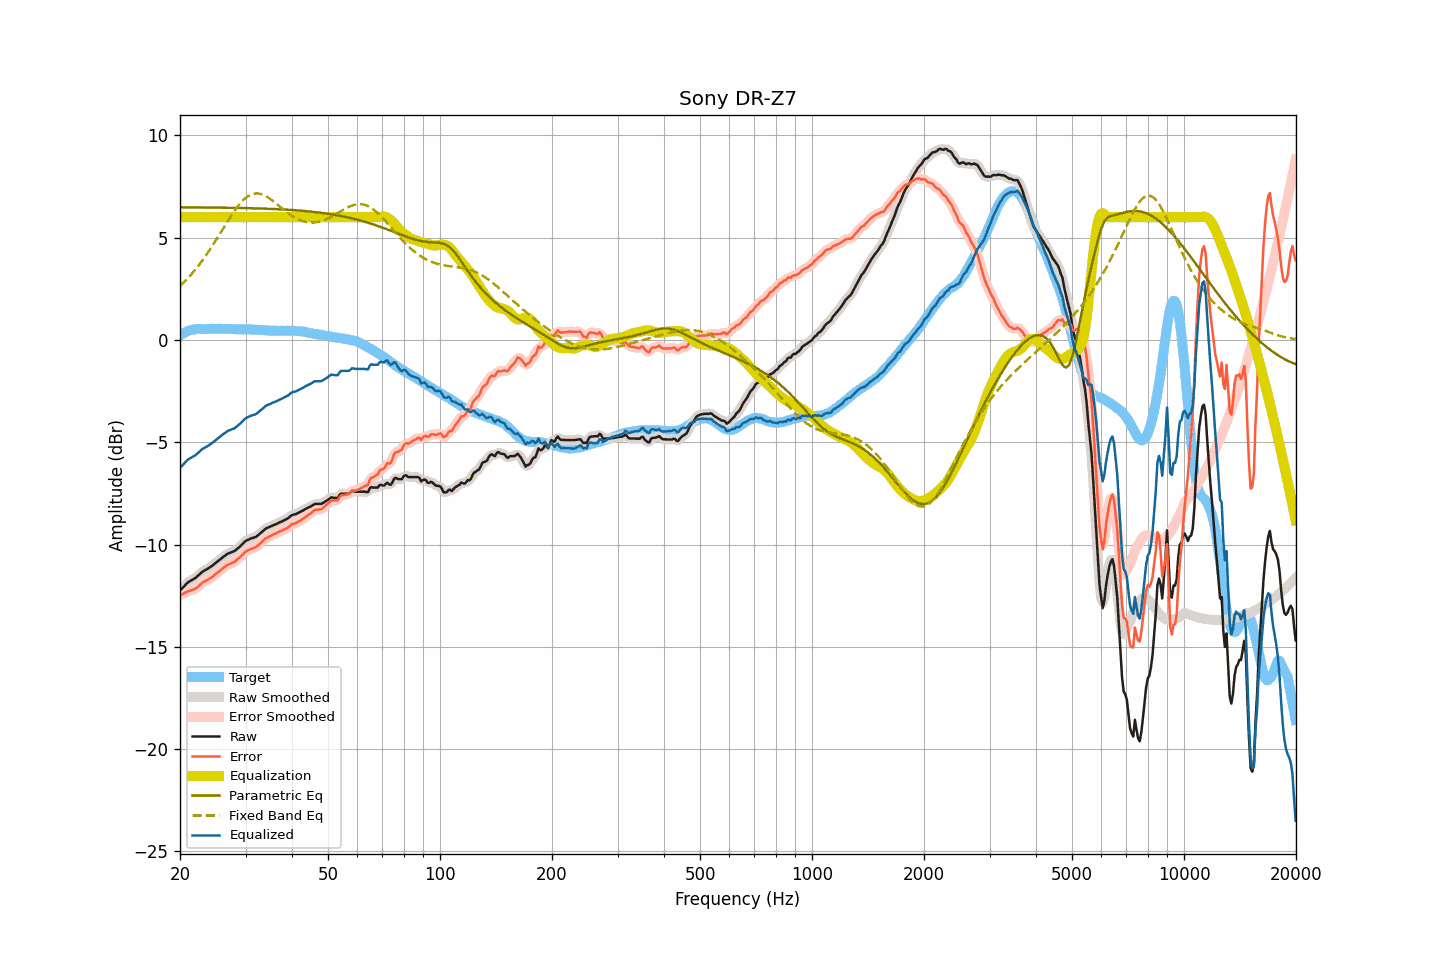 Sony DR-Z7
10
5
0
−5
−10
−15
−20
−25
Amplitude (dBr)
Target
Raw Smoothed
Error Smoothed
Raw
Error
Equalization
Parametric Eq
Fixed Band Eq
Equalized
20 50 100 200 500 1000 2000 5000 10000 20000
Frequency (Hz)